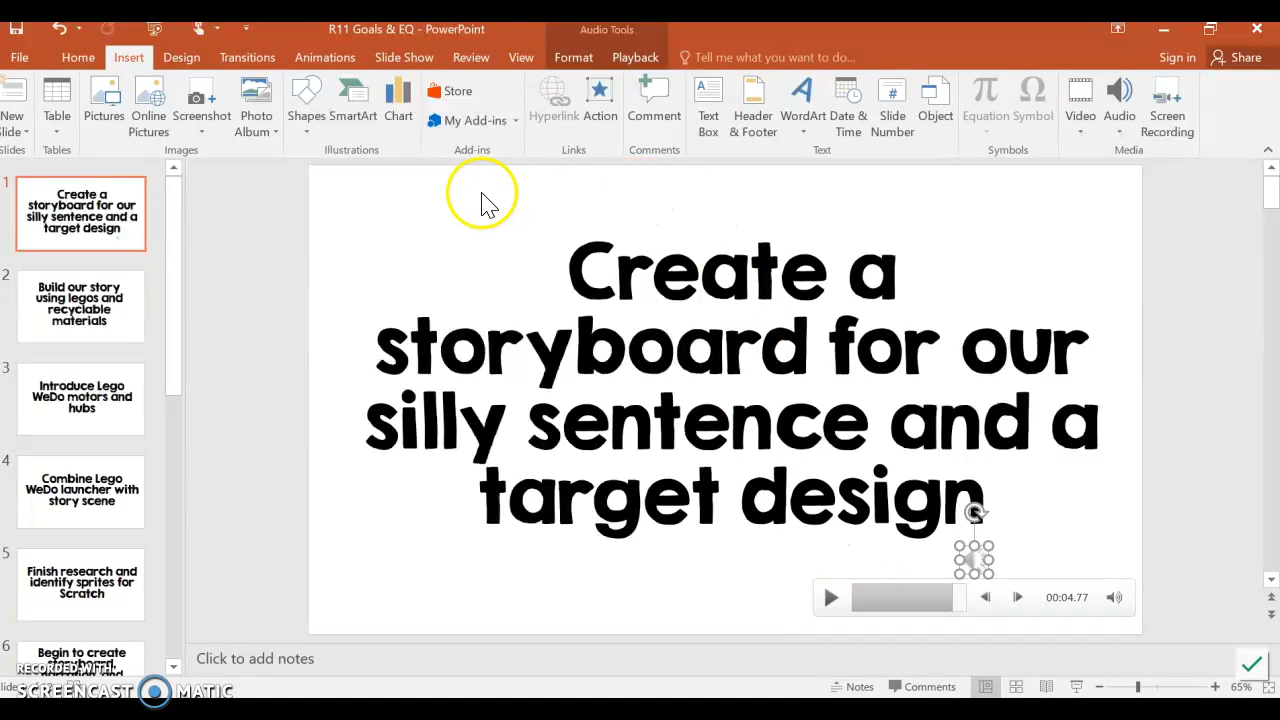 R11 Goals & EQ - PowerPoint
Audio Tools
File Home Insert Design Transitions Animations Slide Show Review View Format Playback Tell me what you want to do... Sign in Share
New Slide
Table
Pictures
Online Pictures
Screenshot
Photo Album
Shapes
SmartArt
Chart
Store
My Add-ins
Hyperlink
Action
Comment
Text Box
Header & Footer
WordArt
Date & Time
Slide Number
Object
Equation
Symbol
Video
Audio
Screen Recording
Slides Tables Images Illustrations Add-ins Links Comments Text Symbols Media
1
Create a
storyboard for our
silly sentence and a
target design
2
Build our story
using legos and
recyclable
materials
3
Introduce Lego
WeDo motors and
hubs
4
Combine Lego
WeDo launcher with
story scene
5
Finish research and
identify sprites for
Scratch
6
Begin to create
Create a
storyboard for our
silly sentence and a
target design
00:04.77
Click to add notes
RECORDED WITH
SCREENCAST MATIC
Notes Comments 65%